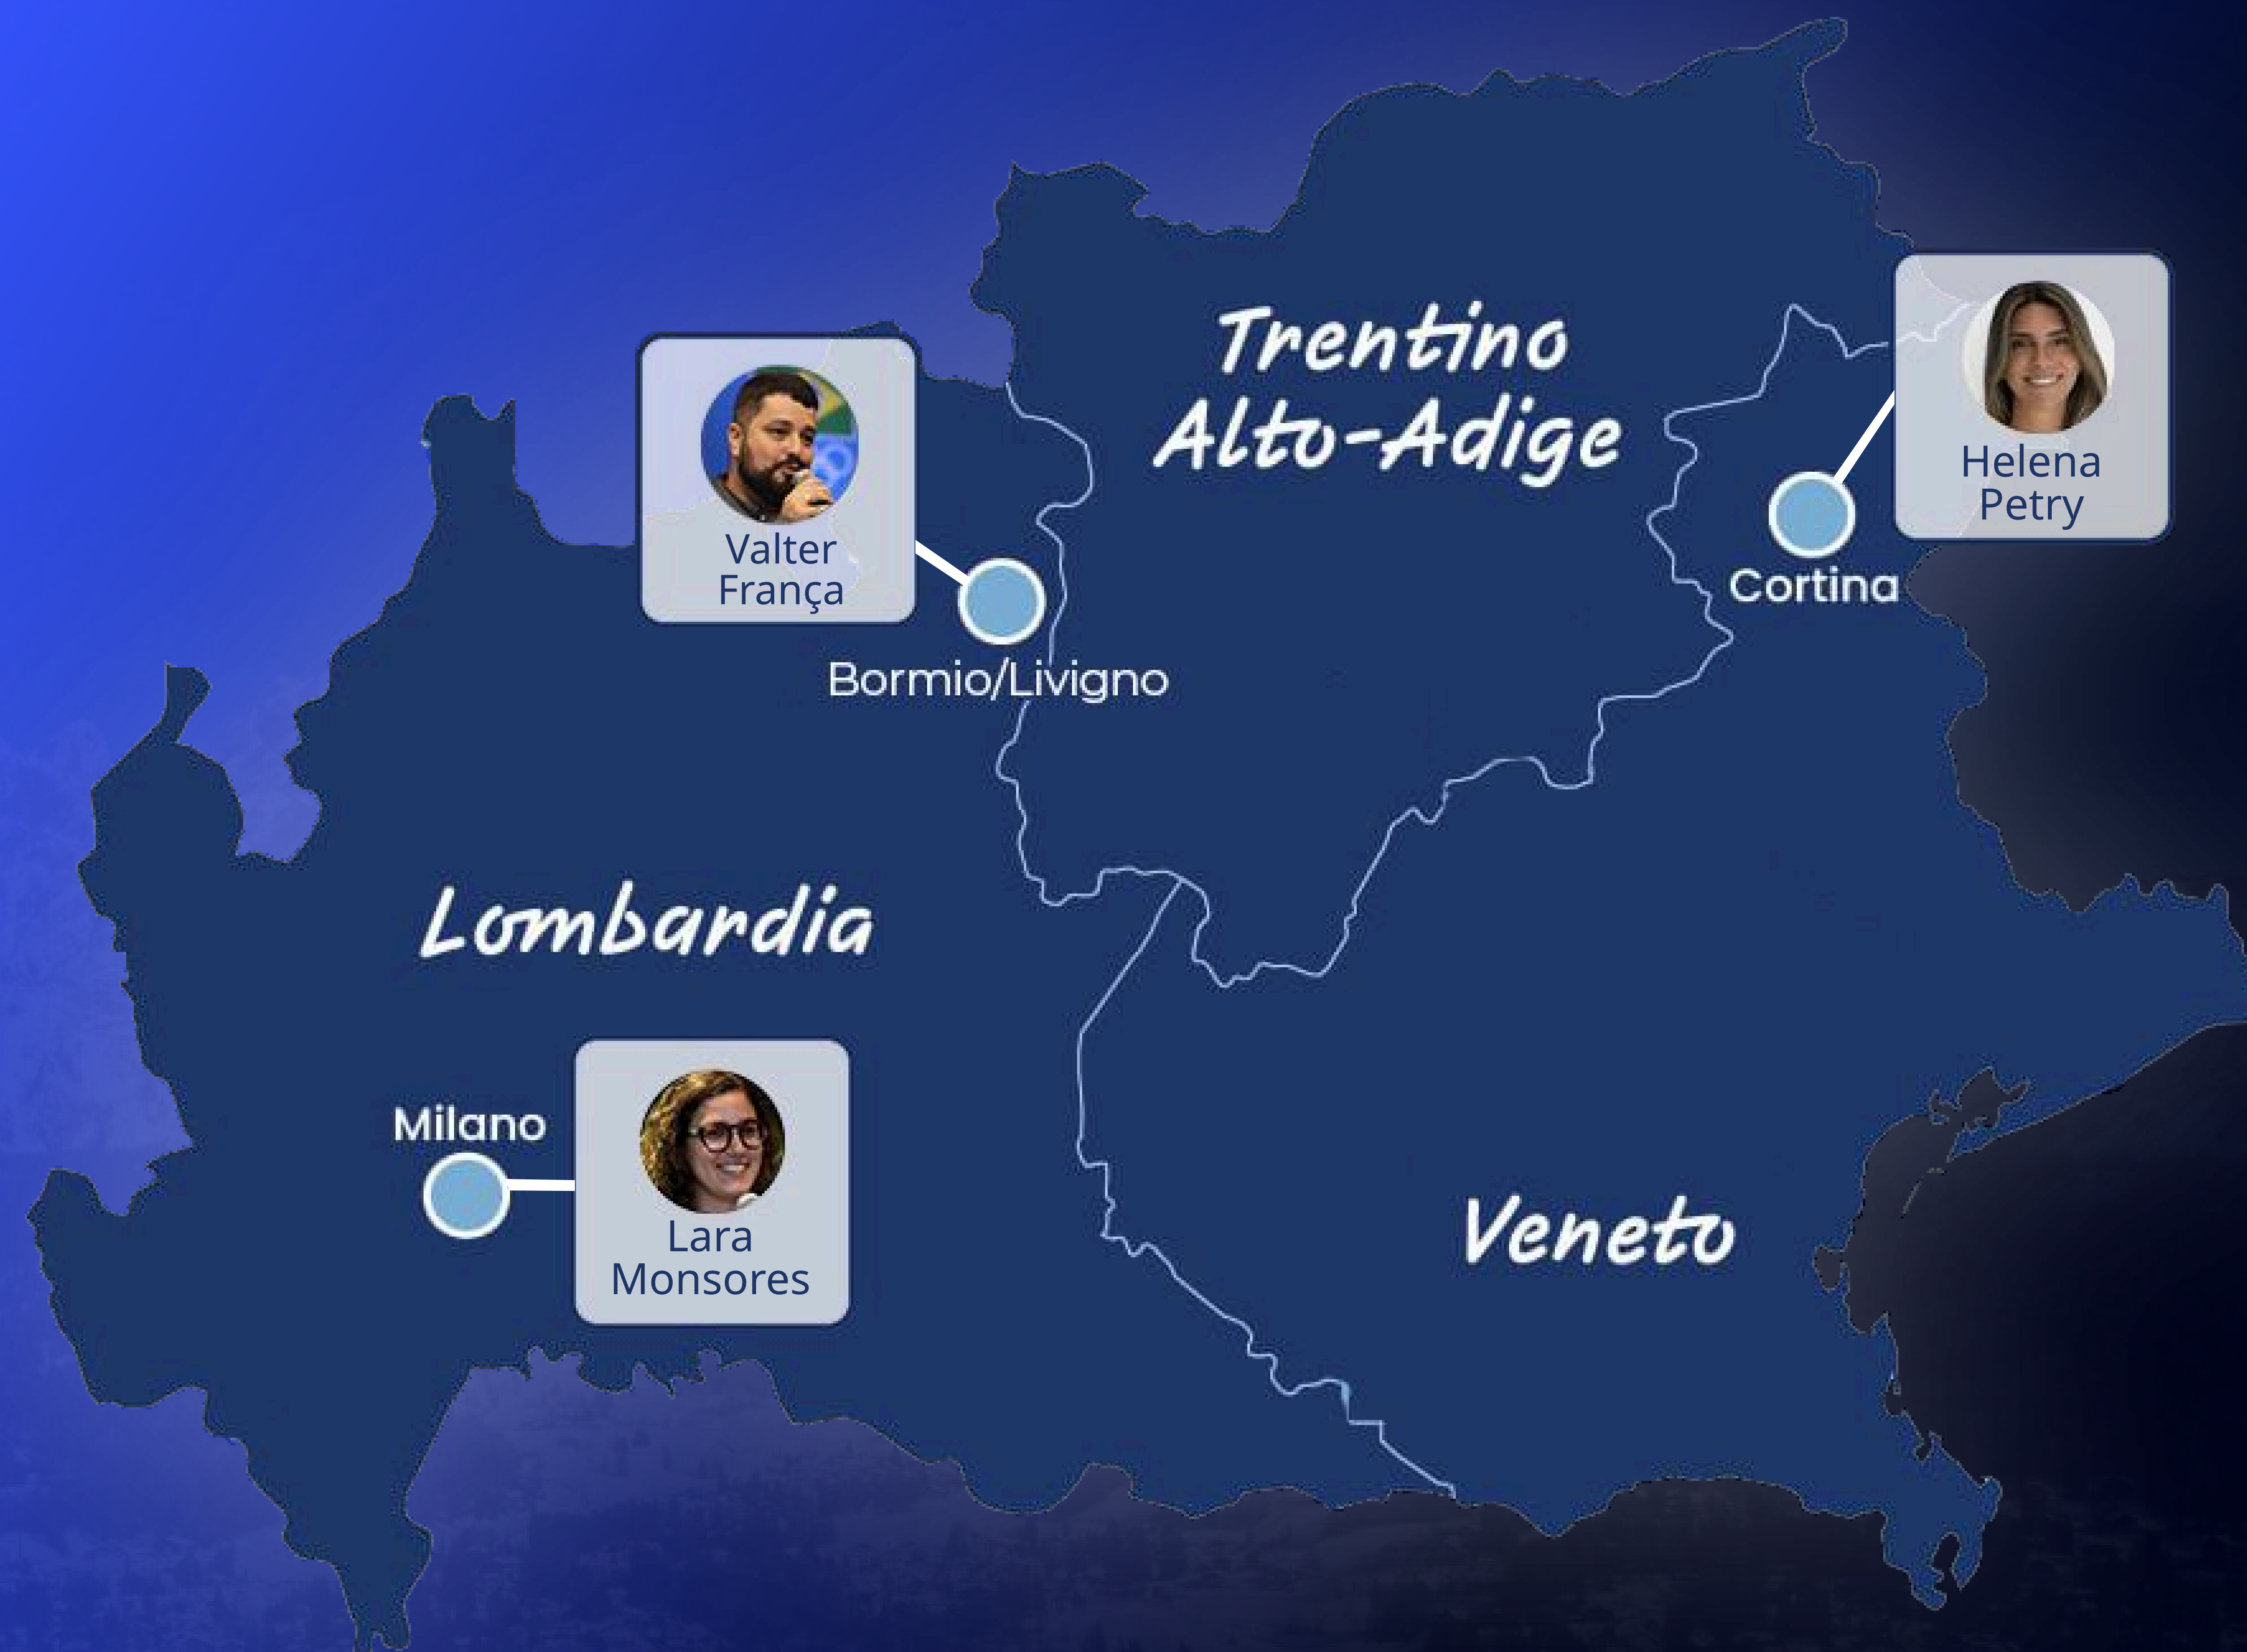 Trentino
Alto-Adige
Helena
Petry
Cortina
Valter
França
Bormio/Livigno
Lombardia
Milano
Lara
Monsores
Veneto